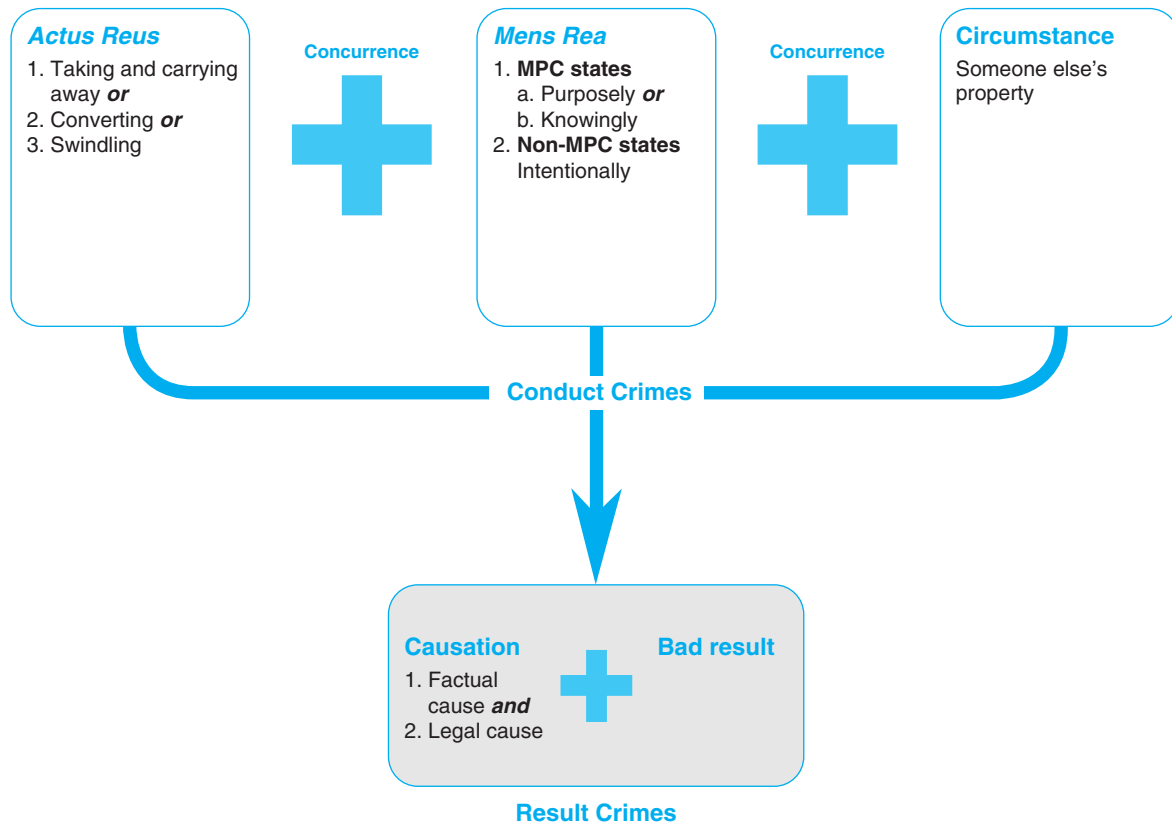 Actus Reus
1. Taking and carrying
away or
2. Converting or
3. Swindling
Concurrence
Mens Rea
1. MPC states
a. Purposely or
b. Knowingly
2. Non-MPC states
Intentionally
Concurrence
Circumstance
Someone else’s
property
Conduct Crimes
Causation
1. Factual
cause and
2. Legal cause
Bad result
Result Crimes